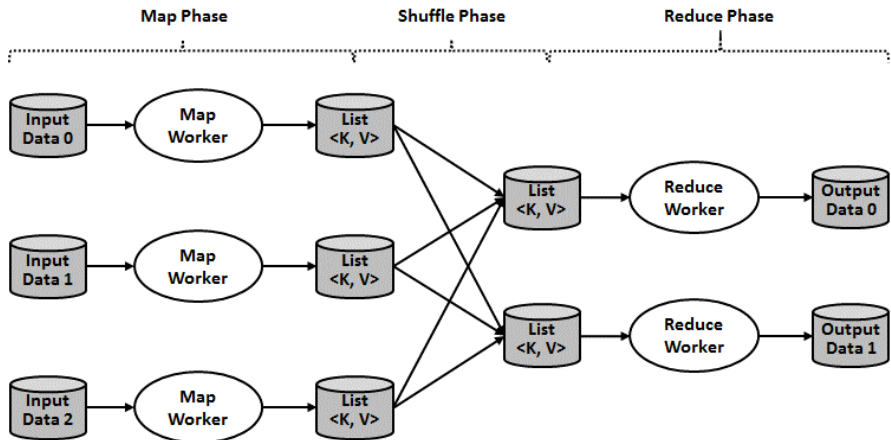 Map Phase
Shuffle Phase
Reduce Phase
Input
Data 0
Map
Worker
List
<K, V>
List
<K, V>
Reduce
Worker
Output
Data 0
Input
Data 1
Map
Worker
List
<K, V>
List
<K, V>
Reduce
Worker
Output
Data 1
Input
Data 2
Map
Worker
List
<K, V>